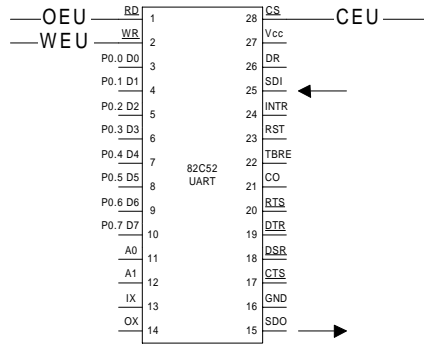 OEU RD 1 28 CS CEU
WEU WR 2 27 Vcc
P0.0 D0 3 26 DR
P0.1 D1 4 25 SDI
P0.2 D2 5 24 INTR
P0.3 D3 6 23 RST
P0.4 D4 7 22 TBRE
82C52
UART
P0.5 D5 8 21 CO
P0.6 D6 9 20 RTS
P0.7 D7 10 19 DTR
A0 11 18 DSR
A1 12 17 CTS
IX 13 16 GND
OX 14 15 SDO